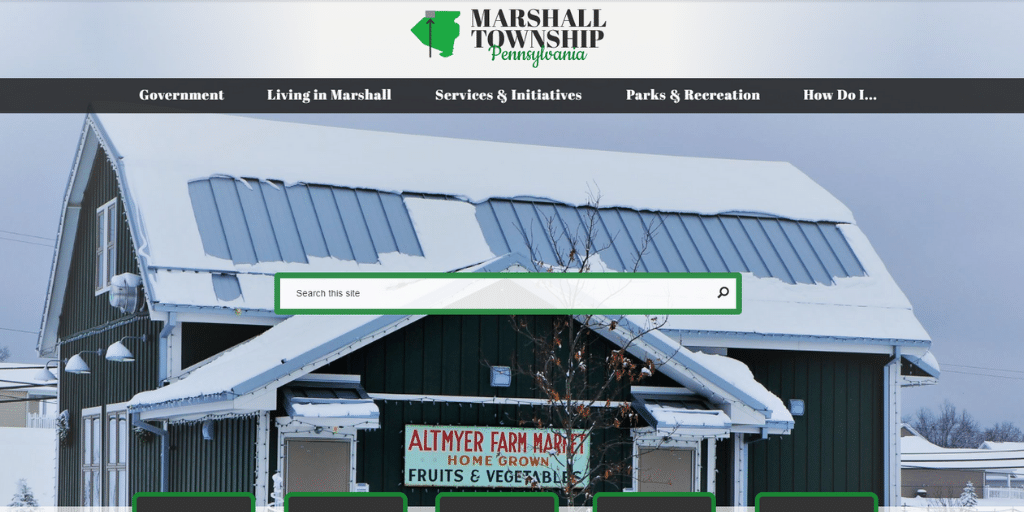 MARSHALL
TOWNSHIP
Pennsylvania
Government Living in Marshall Services & Initiatives Parks & Recreation How Do I...
Search this site
ALTMYER FARM MARKET
HOME GROWN
FRUITS & VEGETABLES